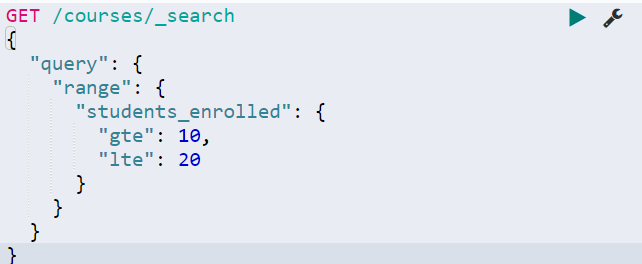 GET /courses/_search
{
  "query": {
    "range": {
      "students_enrolled": {
        "gte": 10,
        "lte": 20
      }
    }
  }
}